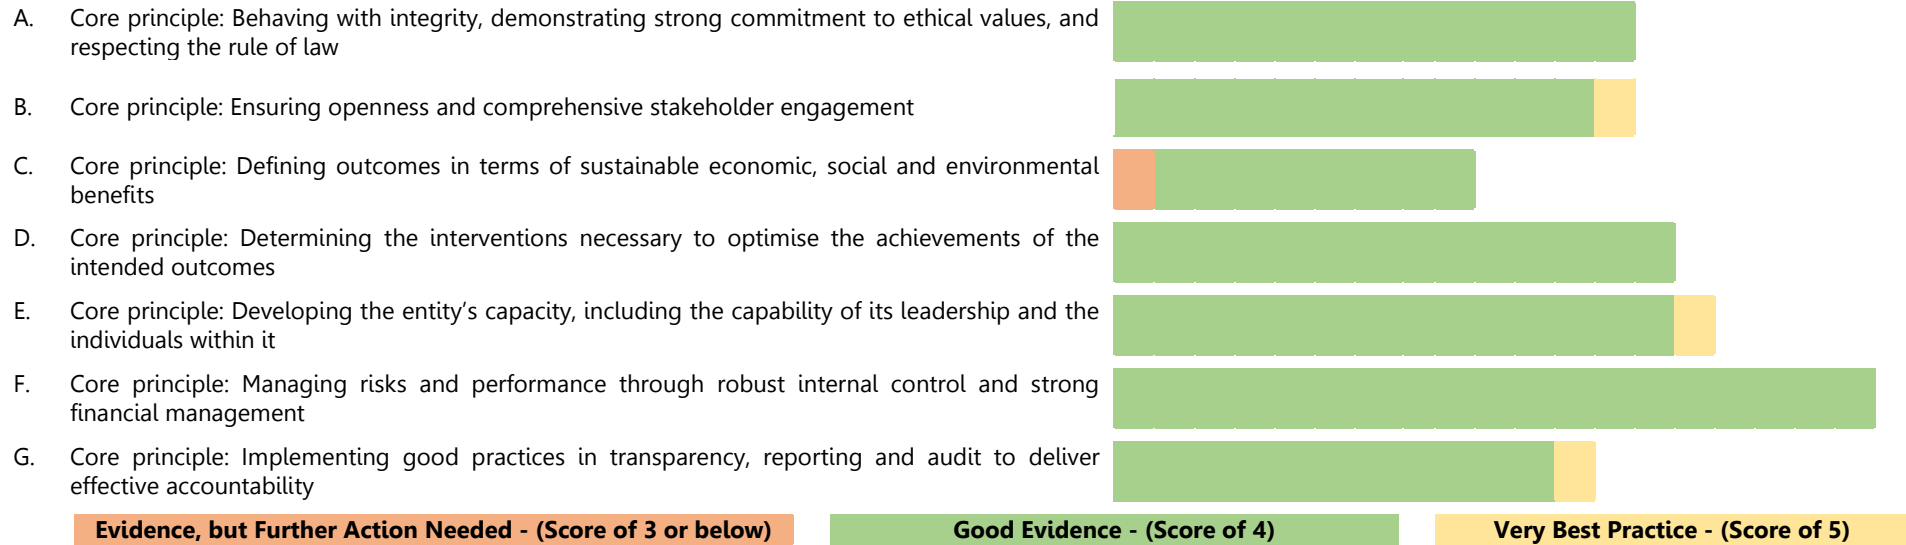 A. Core principle: Behaving with integrity, demonstrating strong commitment to ethical values, and
respecting the rule of law
B. Core principle: Ensuring openness and comprehensive stakeholder engagement
C. Core principle: Defining outcomes in terms of sustainable economic, social and environmental
benefits
D. Core principle: Determining the interventions necessary to optimise the achievements of the
intended outcomes
E. Core principle: Developing the entity’s capacity, including the capability of its leadership and the
individuals within it
F. Core principle: Managing risks and performance through robust internal control and strong
financial management
G. Core principle: Implementing good practices in transparency, reporting and audit to deliver
effective accountability
Evidence, but Further Action Needed - (Score of 3 or below) Good Evidence - (Score of 4) Very Best Practice - (Score of 5)